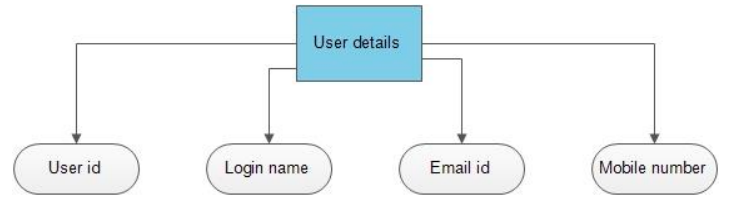 User details
User id
Login name
Email id
Mobile number